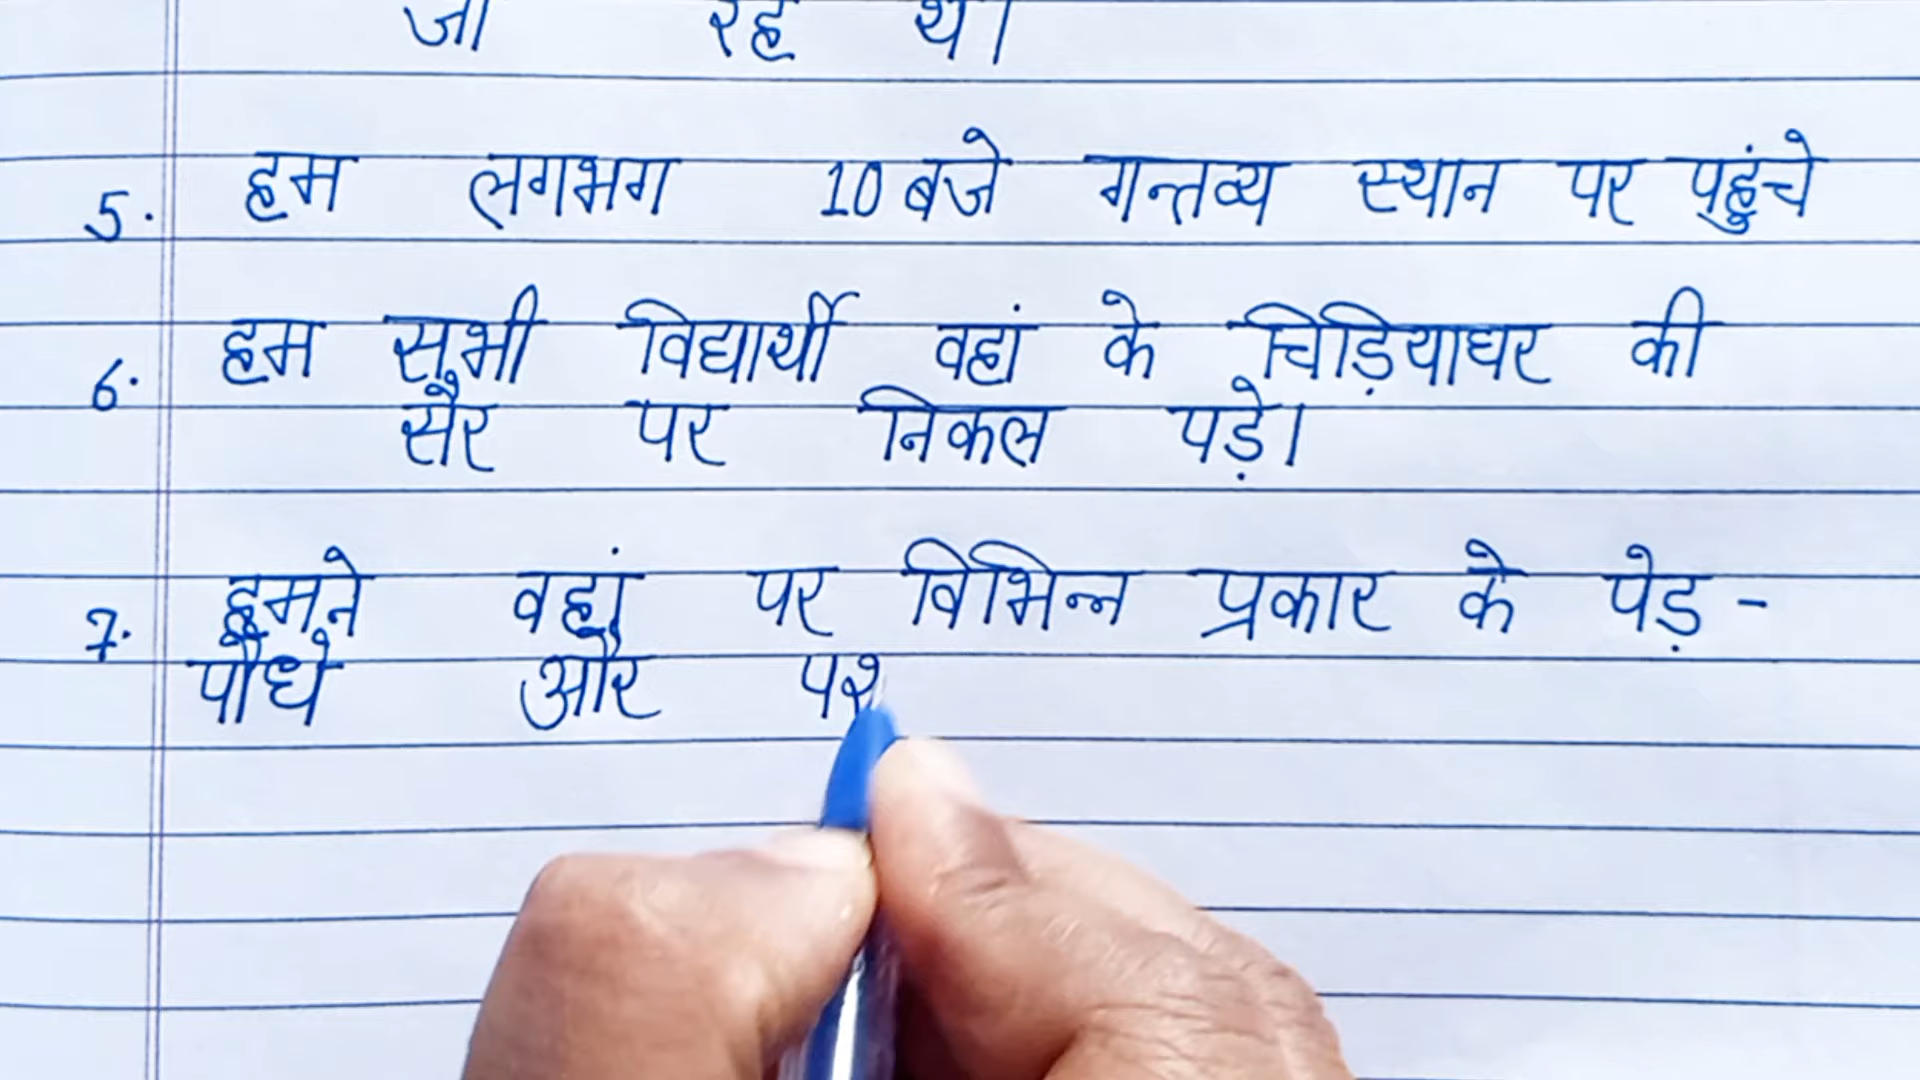 जा रहे थे।
5. हम लगभग 10 बजे गन्तव्य स्थान पर पहुंचे
6. हम सभी विद्यार्थी वहां के चिड़ियाघर की
सैर पर निकल पड़े।
7. हमने वहां पर विभिन्न प्रकार के पेड़ -
पौधे और